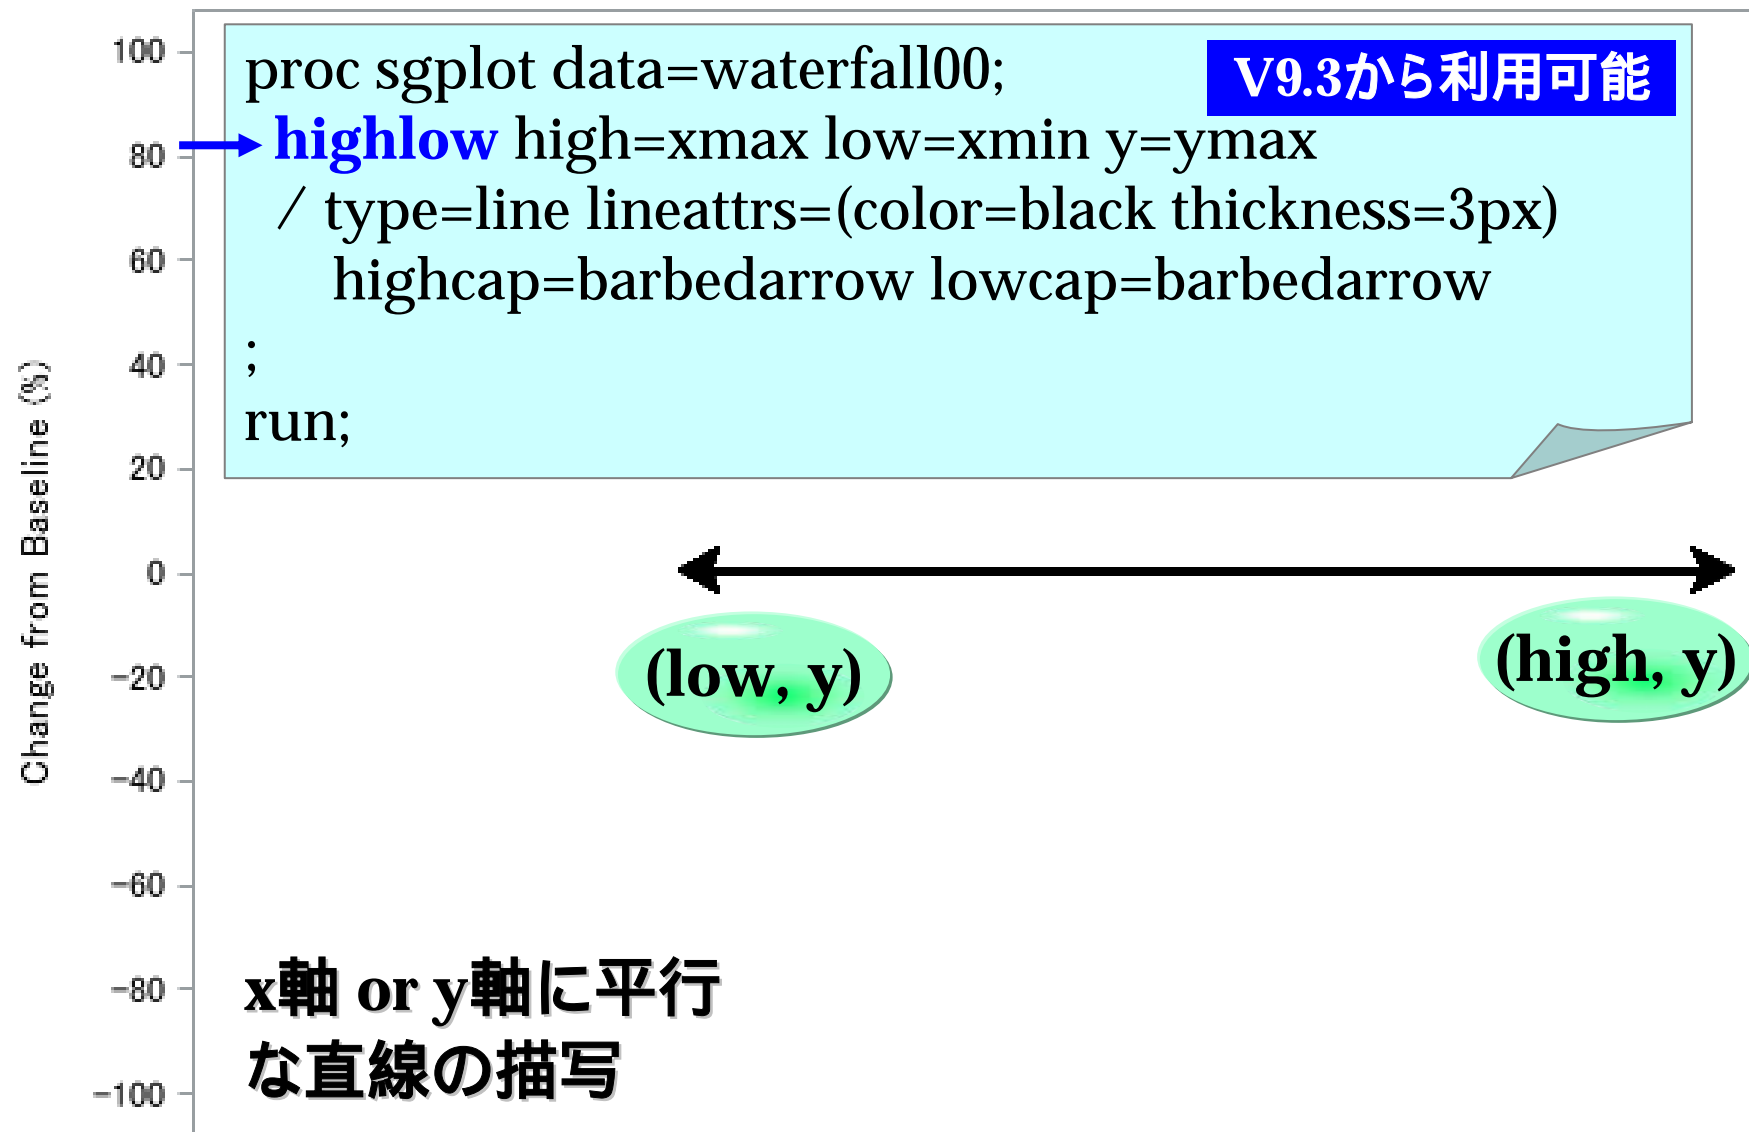 100
80
60
40
20
0
-20
-40
-60
-80
-100
Change from Baseline (%)
proc sgplot data=waterfall00;
V9.3から利用可能
highlow high=xmax low=xmin y=ymax
/ type=line lineattrs=(color=black thickness=3px)
highcap=barbedarrow lowcap=barbedarrow
;
run;
(low, y)
(high, y)
x軸 or y軸に平行
な直線の描写